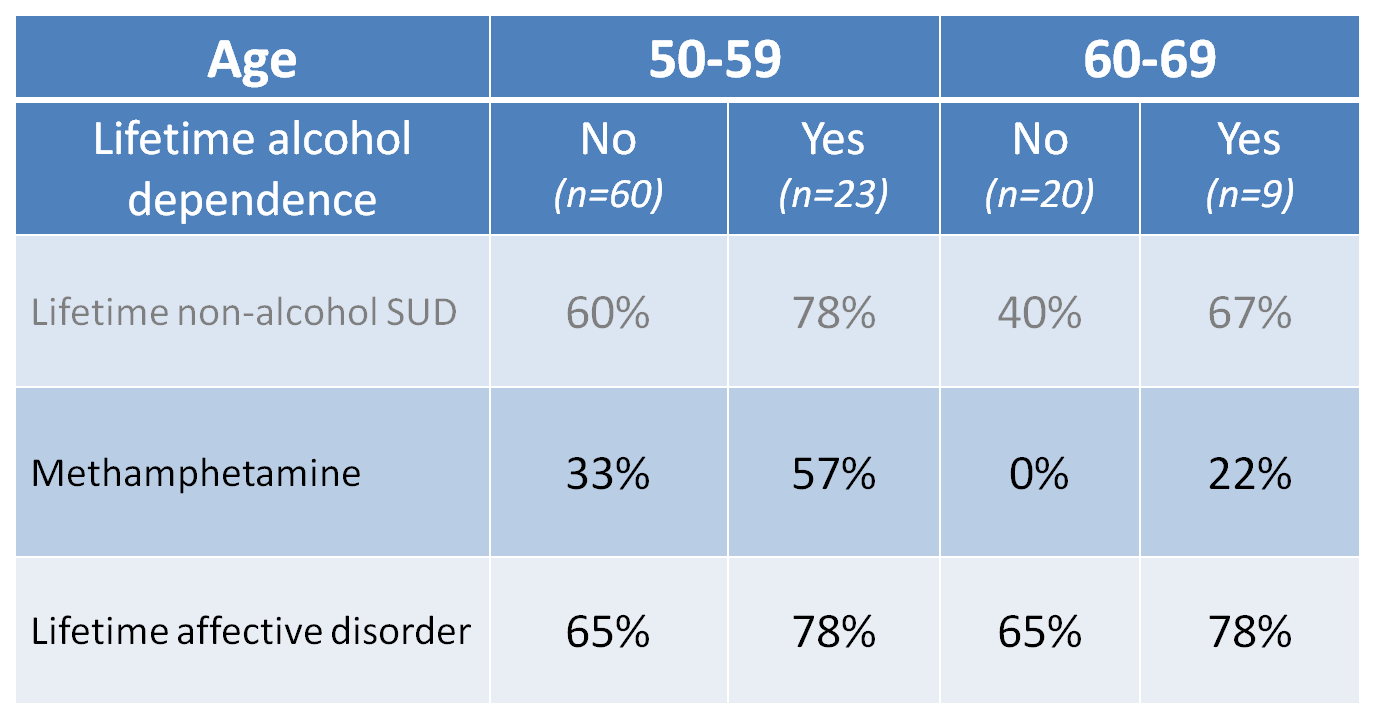 Age 50-59 60-69
Lifetime alcohol No Yes No Yes
dependence (n=60) (n=23) (n=20) (n=9)
Lifetime non-alcohol SUD 60% 78% 40% 67%
Methamphetamine 33% 57% 0% 22%
Lifetime affective disorder 65% 78% 65% 78%